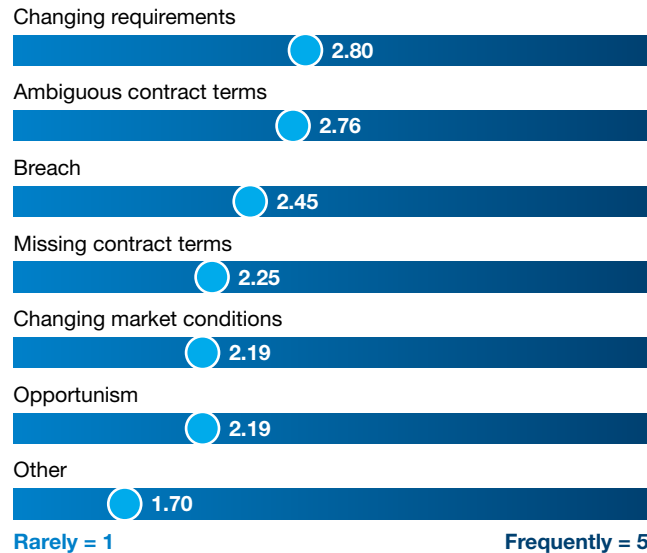 Changing requirements
2.80
Ambiguous contract terms
2.76
Breach
2.45
Missing contract terms
2.25
Changing market conditions
2.19
Opportunism
2.19
Other
1.70
Rarely = 1 Frequently = 5